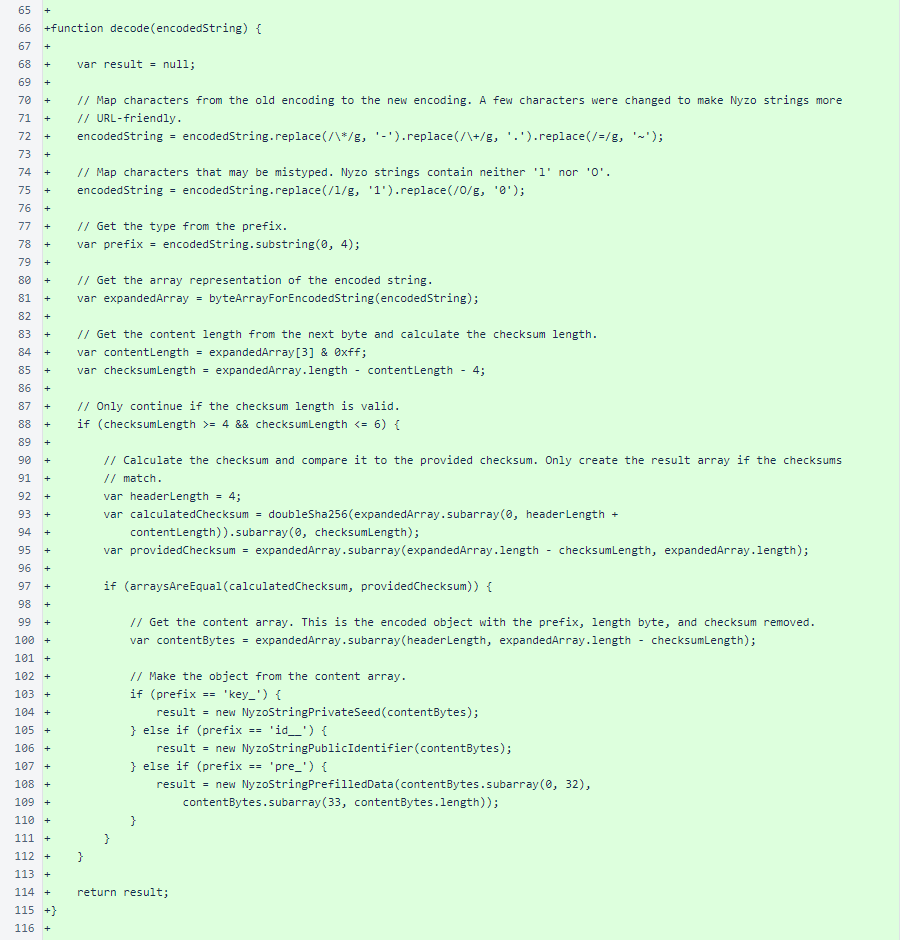 65 +
66 +function decode(encodedString) {
67 +
68 +    var result = null;
69 +
70 +    // Map characters from the old encoding to the new encoding. A few characters were changed to make Nyzo strings more
71 +    // URL-friendly.
72 +    encodedString = encodedString.replace(/\*/g, '-').replace(/\+/g, '.').replace(/=/g, '~');
73 +
74 +    // Map characters that may be mistyped. Nyzo strings contain neither 'l' nor 'O'.
75 +    encodedString = encodedString.replace(/l/g, '1').replace(/O/g, '0');
76 +
77 +    // Get the type from the prefix.
78 +    var prefix = encodedString.substring(0, 4);
79 +
80 +    // Get the array representation of the encoded string.
81 +    var expandedArray = byteArrayForEncodedString(encodedString);
82 +
83 +    // Get the content length from the next byte and calculate the checksum length.
84 +    var contentLength = expandedArray[3] & 0xff;
85 +    var checksumLength = expandedArray.length - contentLength - 4;
86 +
87 +    // Only continue if the checksum length is valid.
88 +    if (checksumLength >= 4 && checksumLength <= 6) {
89 +
90 +        // Calculate the checksum and compare it to the provided checksum. Only create the result array if the checksums
91 +        // match.
92 +        var headerLength = 4;
93 +        var calculatedChecksum = doubleSha256(expandedArray.subarray(0, headerLength +
94 +            contentLength)).subarray(0, checksumLength);
95 +        var providedChecksum = expandedArray.subarray(expandedArray.length - checksumLength, expandedArray.length);
96 +
97 +        if (arraysAreEqual(calculatedChecksum, providedChecksum)) {
98 +
99 +            // Get the content array. This is the encoded object with the prefix, length byte, and checksum removed.
100 +            var contentBytes = expandedArray.subarray(headerLength, expandedArray.length - checksumLength);
101 +
102 +            // Make the object from the content array.
103 +            if (prefix == 'key_') {
104 +                result = new NyzoStringPrivateSeed(contentBytes);
105 +            } else if (prefix == 'id__') {
106 +                result = new NyzoStringPublicIdentifier(contentBytes);
107 +            } else if (prefix == 'pre_') {
108 +                result = new NyzoStringPrefilledData(contentBytes.subarray(0, 32),
109 +                    contentBytes.subarray(33, contentBytes.length));
110 +            }
111 +        }
112 +    }
113 +
114 +    return result;
115 +}
116 +